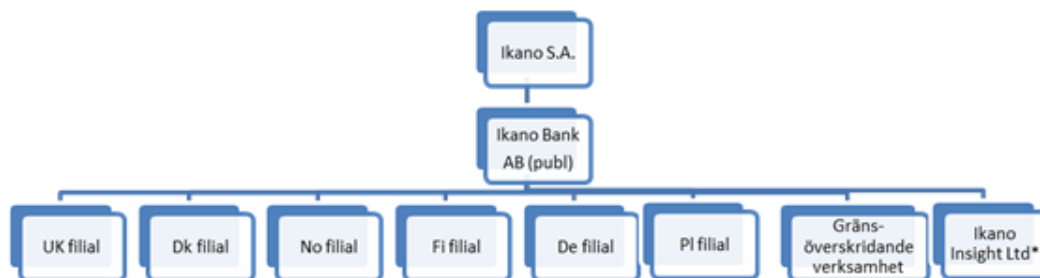 Ikano S.A.
Ikano Bank
AB (publ)
UK filial
Dk filial
No filial
Fi filial
De filial
Pl filial
Gräns-
överskridande
verksamhet
Ikano
Insight Ltd*